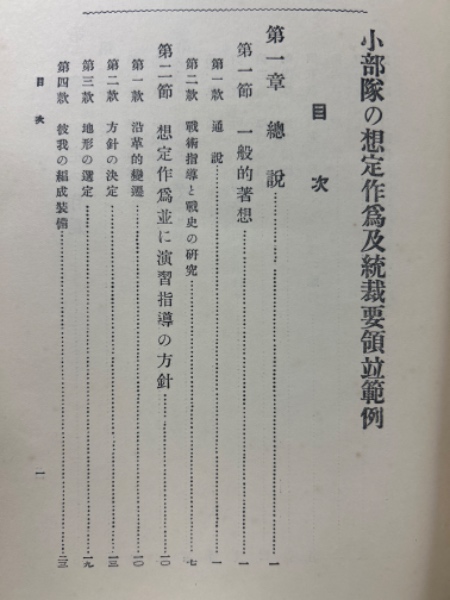 小部隊の想定作爲及統裁要領竝範例
目次
第一章 總說……一
第一節 一般的著想……一
第一款 通說……一
第二款 戰術指導と戰史の硏究……七
第二節 想定作爲並に演習指導の方針……一〇
第一款 沿革的變遷……一〇
第二款 方針の決定……一三
第三款 地形の選定……一九
第四款 彼我の編成裝備……二三
目次 一